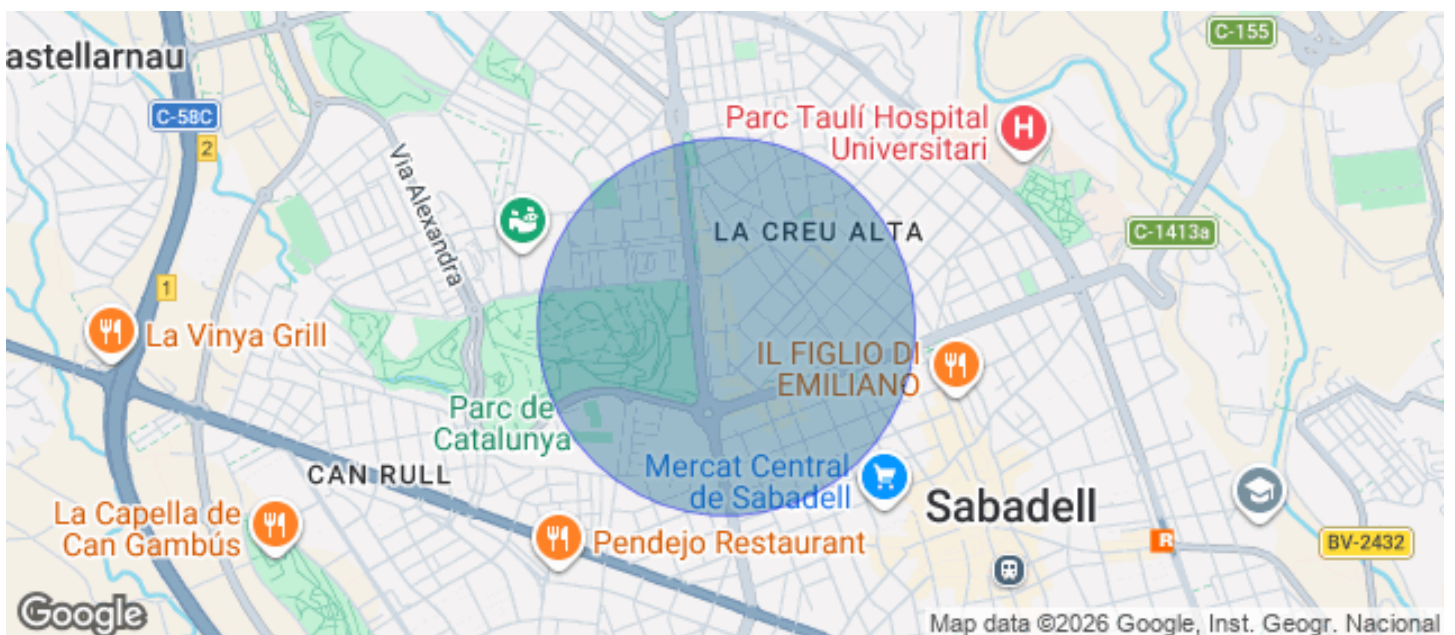 astellarnau
C-155
C-58C
2
Parc Taulí Hospital
Universitari
H
Via Alexandra
LA CREU ALTA
C-1413a
1
La Vinya Grill
IL FIGLIO DI
EMILIANO
Parc de
Catalunya
CAN RULL
Mercat Central
de Sabadell
Sabadell
La Capella de
Can Gambús
Pendejo Restaurant
R
BV-2432
Google
Map data ©2026 Google, Inst. Geogr. Nacional